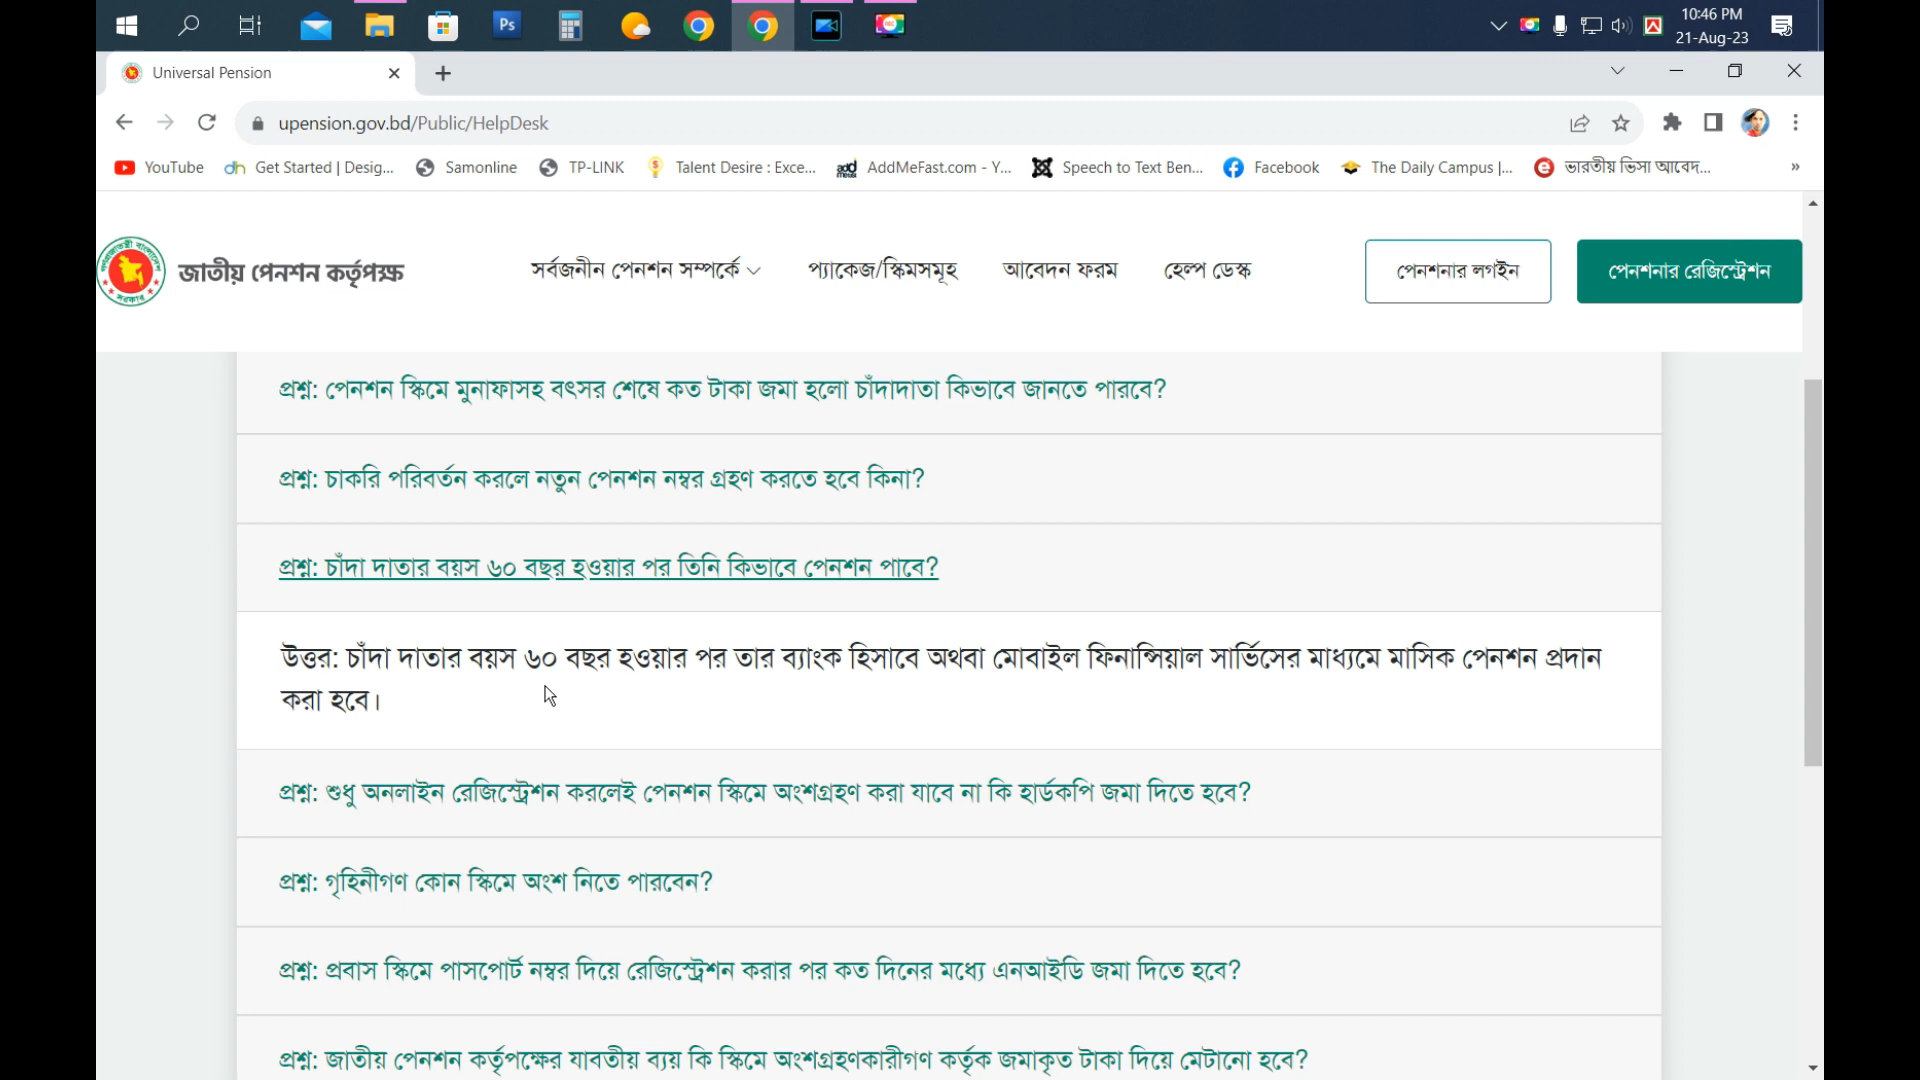 10:46 PM
21-Aug-23
Ps
Universal Pension
upension.gov.bd/Public/HelpDesk
YouTube
dh Get Started | Desig...
Samonline
TP-LINK
Talent Desire : Exce...
add AddMeFast.com - Y...
Speech to Text Ben...
Facebook
The Daily Campus |...
ভারতীয় ভিসা আবেদ...
»
জাতীয় পেনশন কর্তৃপক্ষ
সর্বজনীন পেনশন সম্পর্কে
প্যাকেজ/স্কিমসমূহ
আবেদন ফরম
হেল্প ডেস্ক
পেনশনার লগইন
পেনশনার রেজিস্ট্রেশন
প্রশ্ন: পেনশন স্কিমে মুনাফাসহ বৎসর শেষে কত টাকা জমা হলো চাঁদাদাতা কিভাবে জানতে পারবে?
প্রশ্ন: চাকরি পরিবর্তন করলে নতুন পেনশন নম্বর গ্রহণ করতে হবে কিনা?
প্রশ্ন: চাঁদা দাতার বয়স ৬০ বছর হওয়ার পর তিনি কিভাবে পেনশন পাবে?
উত্তর: চাঁদা দাতার বয়স ৬০ বছর হওয়ার পর তার ব্যাংক হিসাবে অথবা মোবাইল ফিনান্সিয়াল সার্ভিসের মাধ্যমে মাসিক পেনশন প্রদান
করা হবে।
প্রশ্ন: শুধু অনলাইন রেজিস্ট্রেশন করলেই পেনশন স্কিমে অংশগ্রহণ করা যাবে না কি হার্ডকপি জমা দিতে হবে?
প্রশ্ন: গৃহিনীগণ কোন স্কিমে অংশ নিতে পারবেন?
প্রশ্ন: প্রবাস স্কিমে পাসপোর্ট নম্বর দিয়ে রেজিস্ট্রেশন করার পর কত দিনের মধ্যে এনআইডি জমা দিতে হবে?
প্রশ্ন: জাতীয় পেনশন কর্তৃপক্ষের যাবতীয় ব্যয় কি স্কিমে অংশগ্রহণকারীগণ কর্তৃক জমাকৃত টাকা দিয়ে মেটানো হবে?